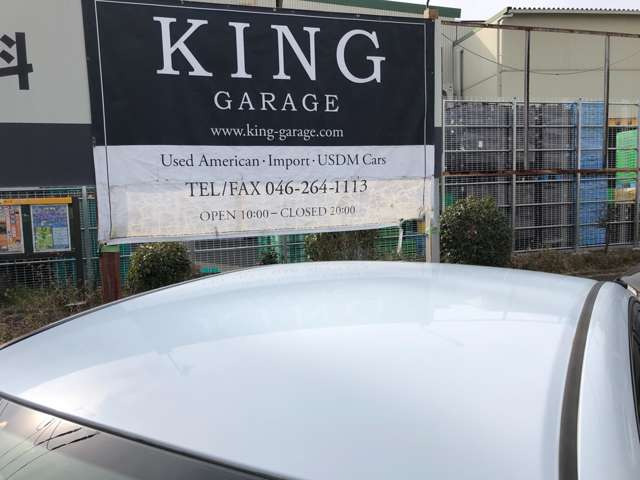 KING
GARAGE
www.king-garage.com
Used American・Import・USDM Cars
TEL/FAX 046-264-1113
OPEN 10:00－CLOSED 20:00